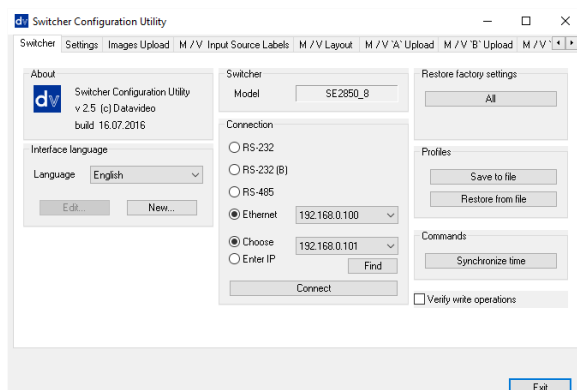 dv Switcher Configuration Utility
Switcher Settings Images Upload M / V Input Source Labels M / V Layout M / V `A` Upload M / V `B` Upload M / V `
About
dv
Switcher Configuration Utility
v 2.5 (c) Datavideo
build 16.07.2016
Interface language
Language English
Edit... New...
Switcher
Model SE2850_8
Connection
RS-232
RS-232 (B)
RS-485
Ethernet 192.168.0.100
Choose 192.168.0.101
Enter IP
Find
Connect
Restore factory settings
All
Profiles
Save to file
Restore from file
Commands
Synchronize time
Verify write operations
Exit